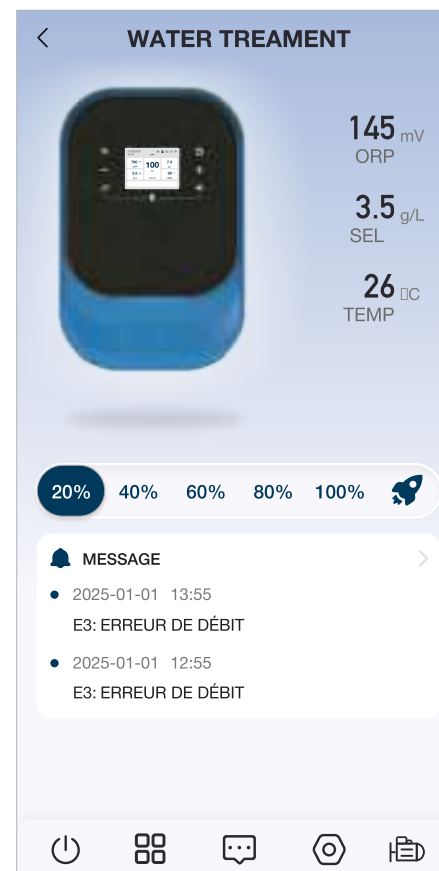 WATER TREAMENT
145 mV
ORP
3.5 g/L
SEL
26 □C
TEMP
100
20% 40% 60% 80% 100%
MESSAGE
2025-01-01 13:55
E3: ERREUR DE DÉBIT
2025-01-01 12:55
E3: ERREUR DE DÉBIT